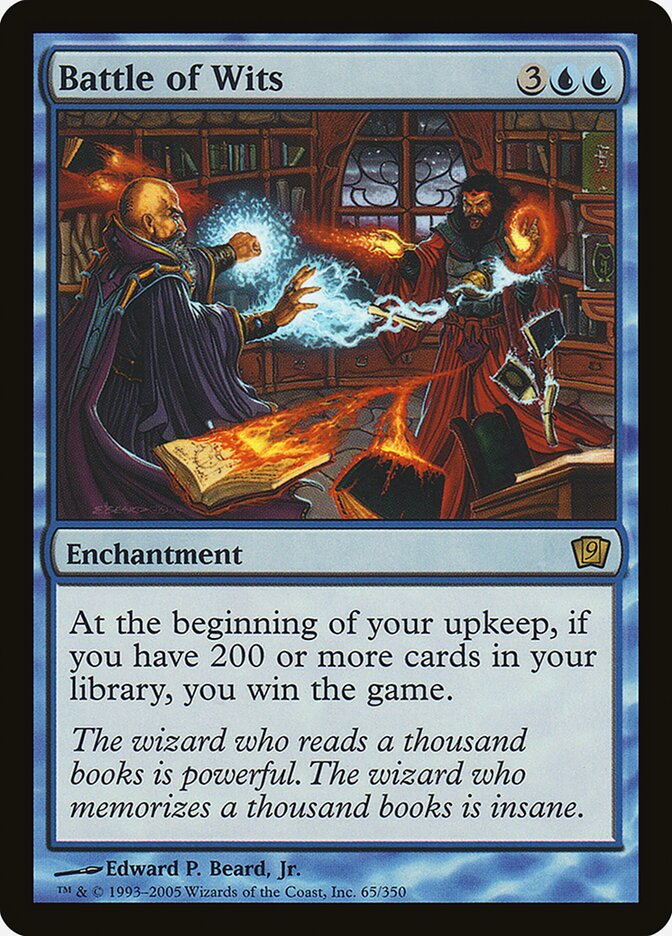 Battle of Wits
3
Enchantment
9
At the beginning of your upkeep, if
you have 200 or more cards in your
library, you win the game.
The wizard who reads a thousand
books is powerful. The wizard who
memorizes a thousand books is insane.
Edward P. Beard, Jr.
™ & © 1993–2005 Wizards of the Coast, Inc. 65/350